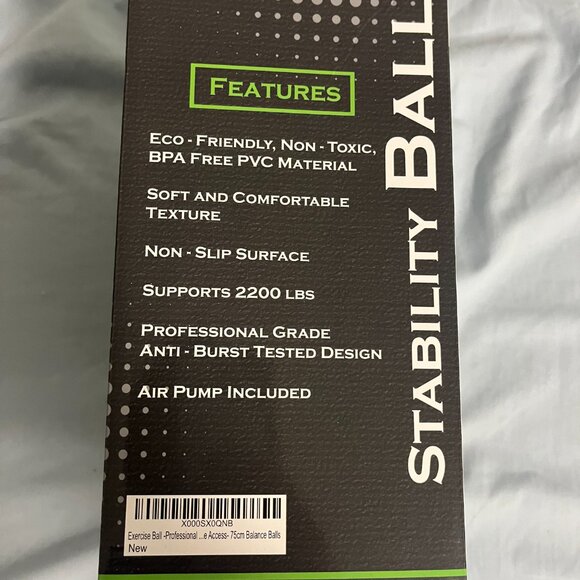 FEATURES
ECO - FRIENDLY, NON - TOXIC,
BPA FREE PVC MATERIAL
SOFT AND COMFORTABLE
TEXTURE
NON - SLIP SURFACE
SUPPORTS 2200 LBS
PROFESSIONAL GRADE
ANTI - BURST TESTED DESIGN
AIR PUMP INCLUDED
STABILITY BALL
X000SX0QNB
Exercise Ball -Professional ...e Access- 75cm Balance Balls
New